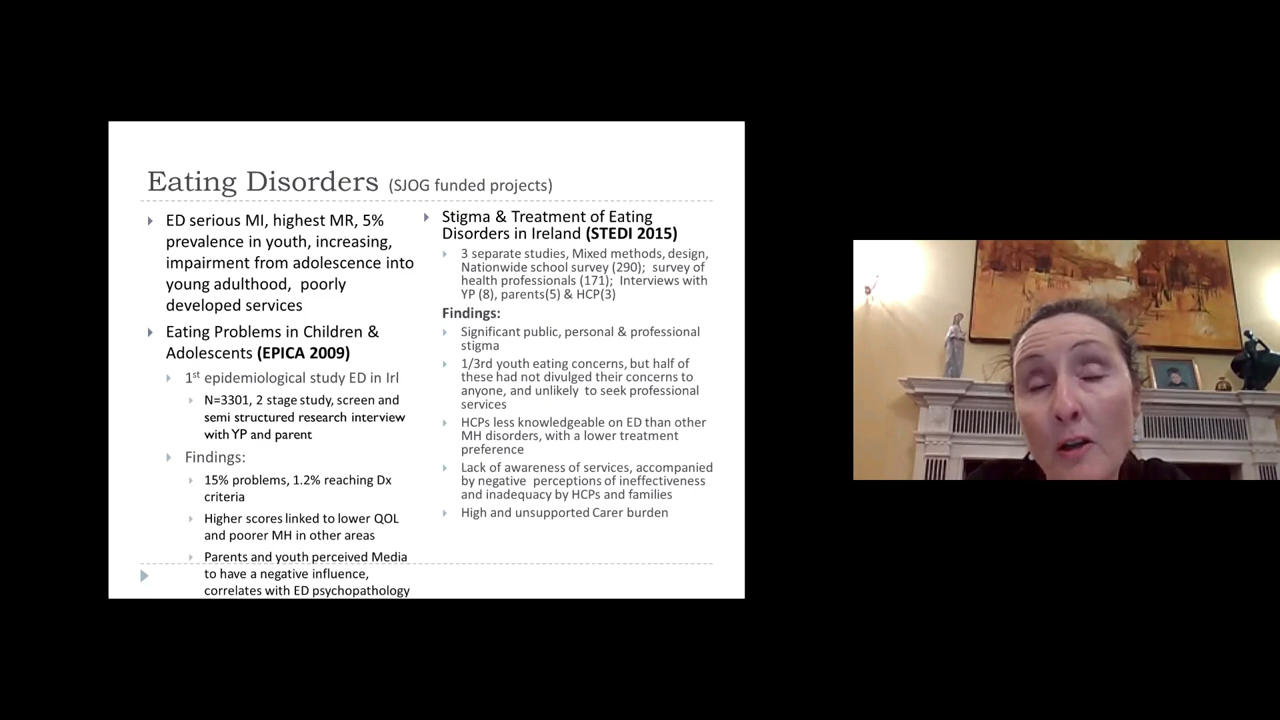 Eating Disorders (SJOG funded projects)
ED serious MI, highest MR, 5%
prevalence in youth, increasing,
impairment from adolescence into
young adulthood, poorly
developed services
Eating Problems in Children &
Adolescents (EPICA 2009)
1st epidemiological study ED in Irl
N=3301, 2 stage study, screen and
semi structured research interview
with YP and parent
Findings:
15% problems, 1.2% reaching Dx
criteria
Higher scores linked to lower QOL
and poorer MH in other areas
Parents and youth perceived Media
to have a negative influence,
correlates with ED psychopathology
Stigma & Treatment of Eating
Disorders in Ireland (STEDI 2015)
3 separate studies, Mixed methods, design,
Nationwide school survey (290); survey of
health professionals (171); Interviews with
YP (8), parents(5) & HCP(3)
Findings:
Significant public, personal & professional
stigma
1/3rd youth eating concerns, but half of
these had not divulged their concerns to
anyone, and unlikely to seek professional
services
HCPs less knowledgeable on ED than other
MH disorders, with a lower treatment
preference
Lack of awareness of services, accompanied
by negative perceptions of ineffectiveness
and inadequacy by HCPs and families
High and unsupported Carer burden